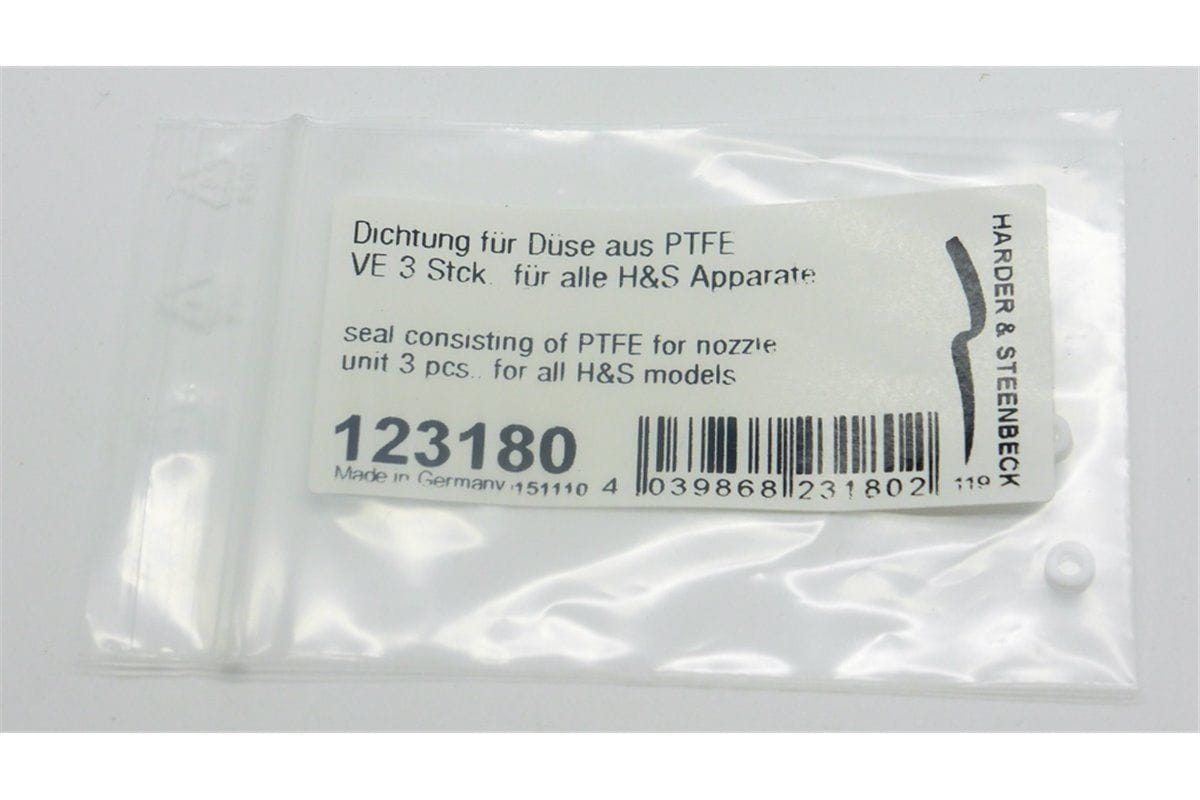 Dichtung für Düse aus PTFE
VE 3 Stck. für alle H&S Apparate
seal consisting of PTFE for nozzle
unit 3 pcs.. for all H&S models
123180
Made in Germany 151110
4 039868 231802
119
HARDER & STEENBECK